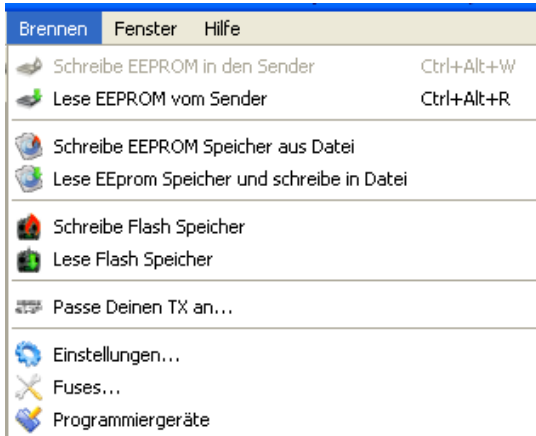 Brennen Fenster Hilfe
Schreibe EEPROM in den Sender Ctrl+Alt+W
Lese EEPROM vom Sender Ctrl+Alt+R
Schreibe EEPROM Speicher aus Datei
Lese EEprom Speicher und schreibe in Datei
Schreibe Flash Speicher
Lese Flash Speicher
Passe Deinen TX an...
Einstellungen...
Fuses...
Programmiergeräte